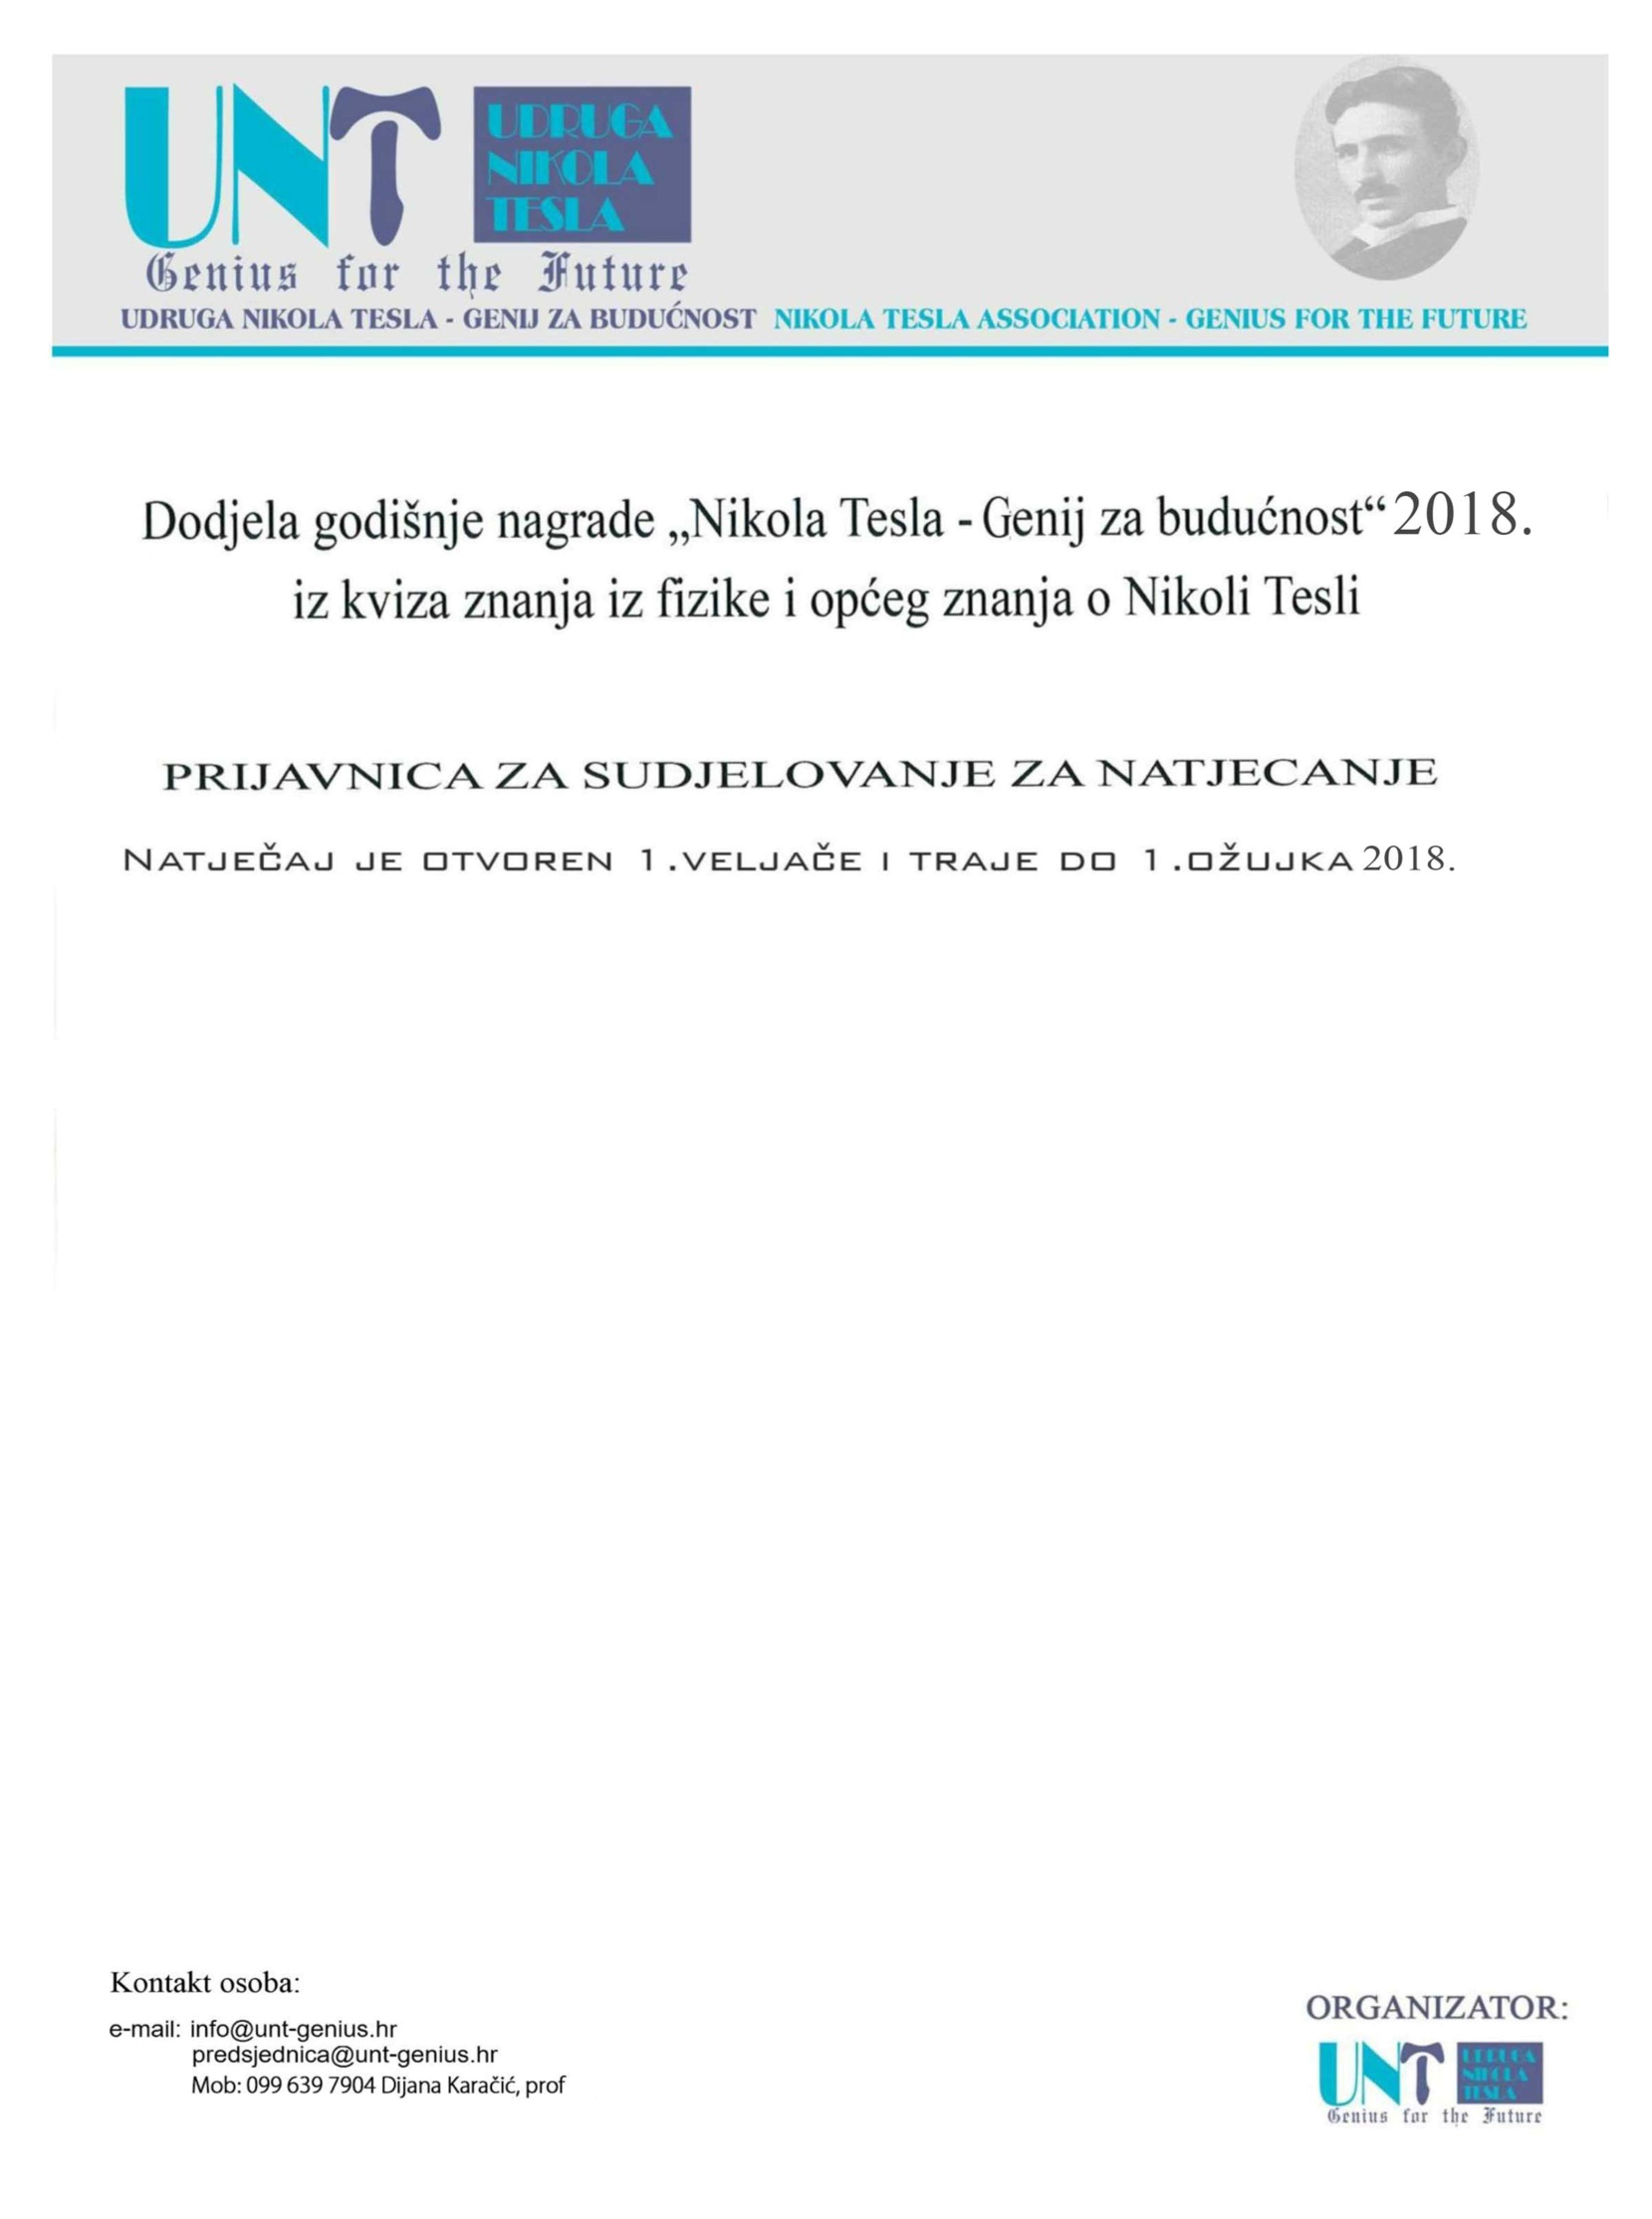 UNT
UDRUGA
NIKOLA
TESLA
Genius for the Future
UDRUGA NIKOLA TESLA - GENIJ ZA BUDUĆNOST NIKOLA TESLA ASSOCIATION - GENIUS FOR THE FUTURE
Dodjela godišnje nagrade „Nikola Tesla - Genij za budućnost“ 2018.
iz kviza znanja iz fizike i općeg znanja o Nikoli Tesli
PRIJAVNICA ZA SUDJELOVANJE ZA NATJECANJE
NATJEČAJ JE OTVOREN 1.VELJAČE I TRAJE DO 1.OŽUJKA 2018.
Kontakt osoba:
e-mail: info@unt-genius.hr
predsjednica@unt-genius.hr
Mob: 099 639 7904 Dijana Karačić, prof
ORGANIZATOR:
UNT
UDRUGA
NIKOLA
TESLA
Genius for the Future